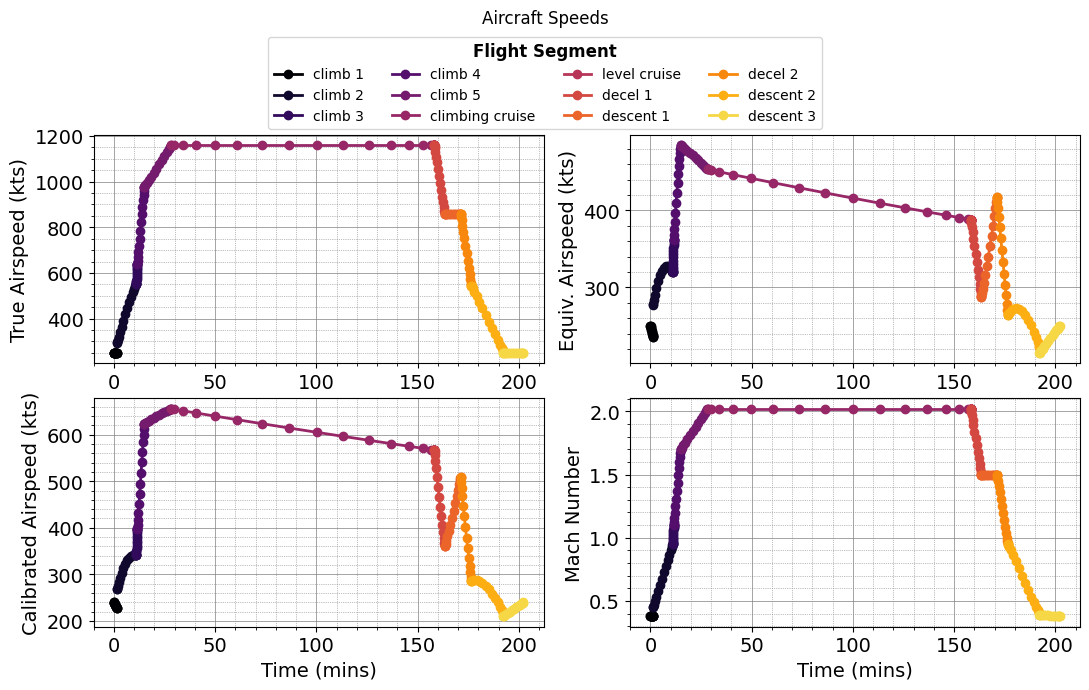 Aircraft Speeds
Flight Segment
climb 1
climb 2
climb 3
climb 4
climb 5
climbing cruise
level cruise
decel 1
descent 1
decel 2
descent 2
descent 3
True Airspeed (kts)
1200
1000
800
600
400
0 50 100 150 200
Equiv. Airspeed (kts)
400
300
0 50 100 150 200
Calibrated Airspeed (kts)
600
500
400
300
200
0 50 100 150 200
Time (mins)
Mach Number
2.0
1.5
1.0
0.5
0 50 100 150 200
Time (mins)